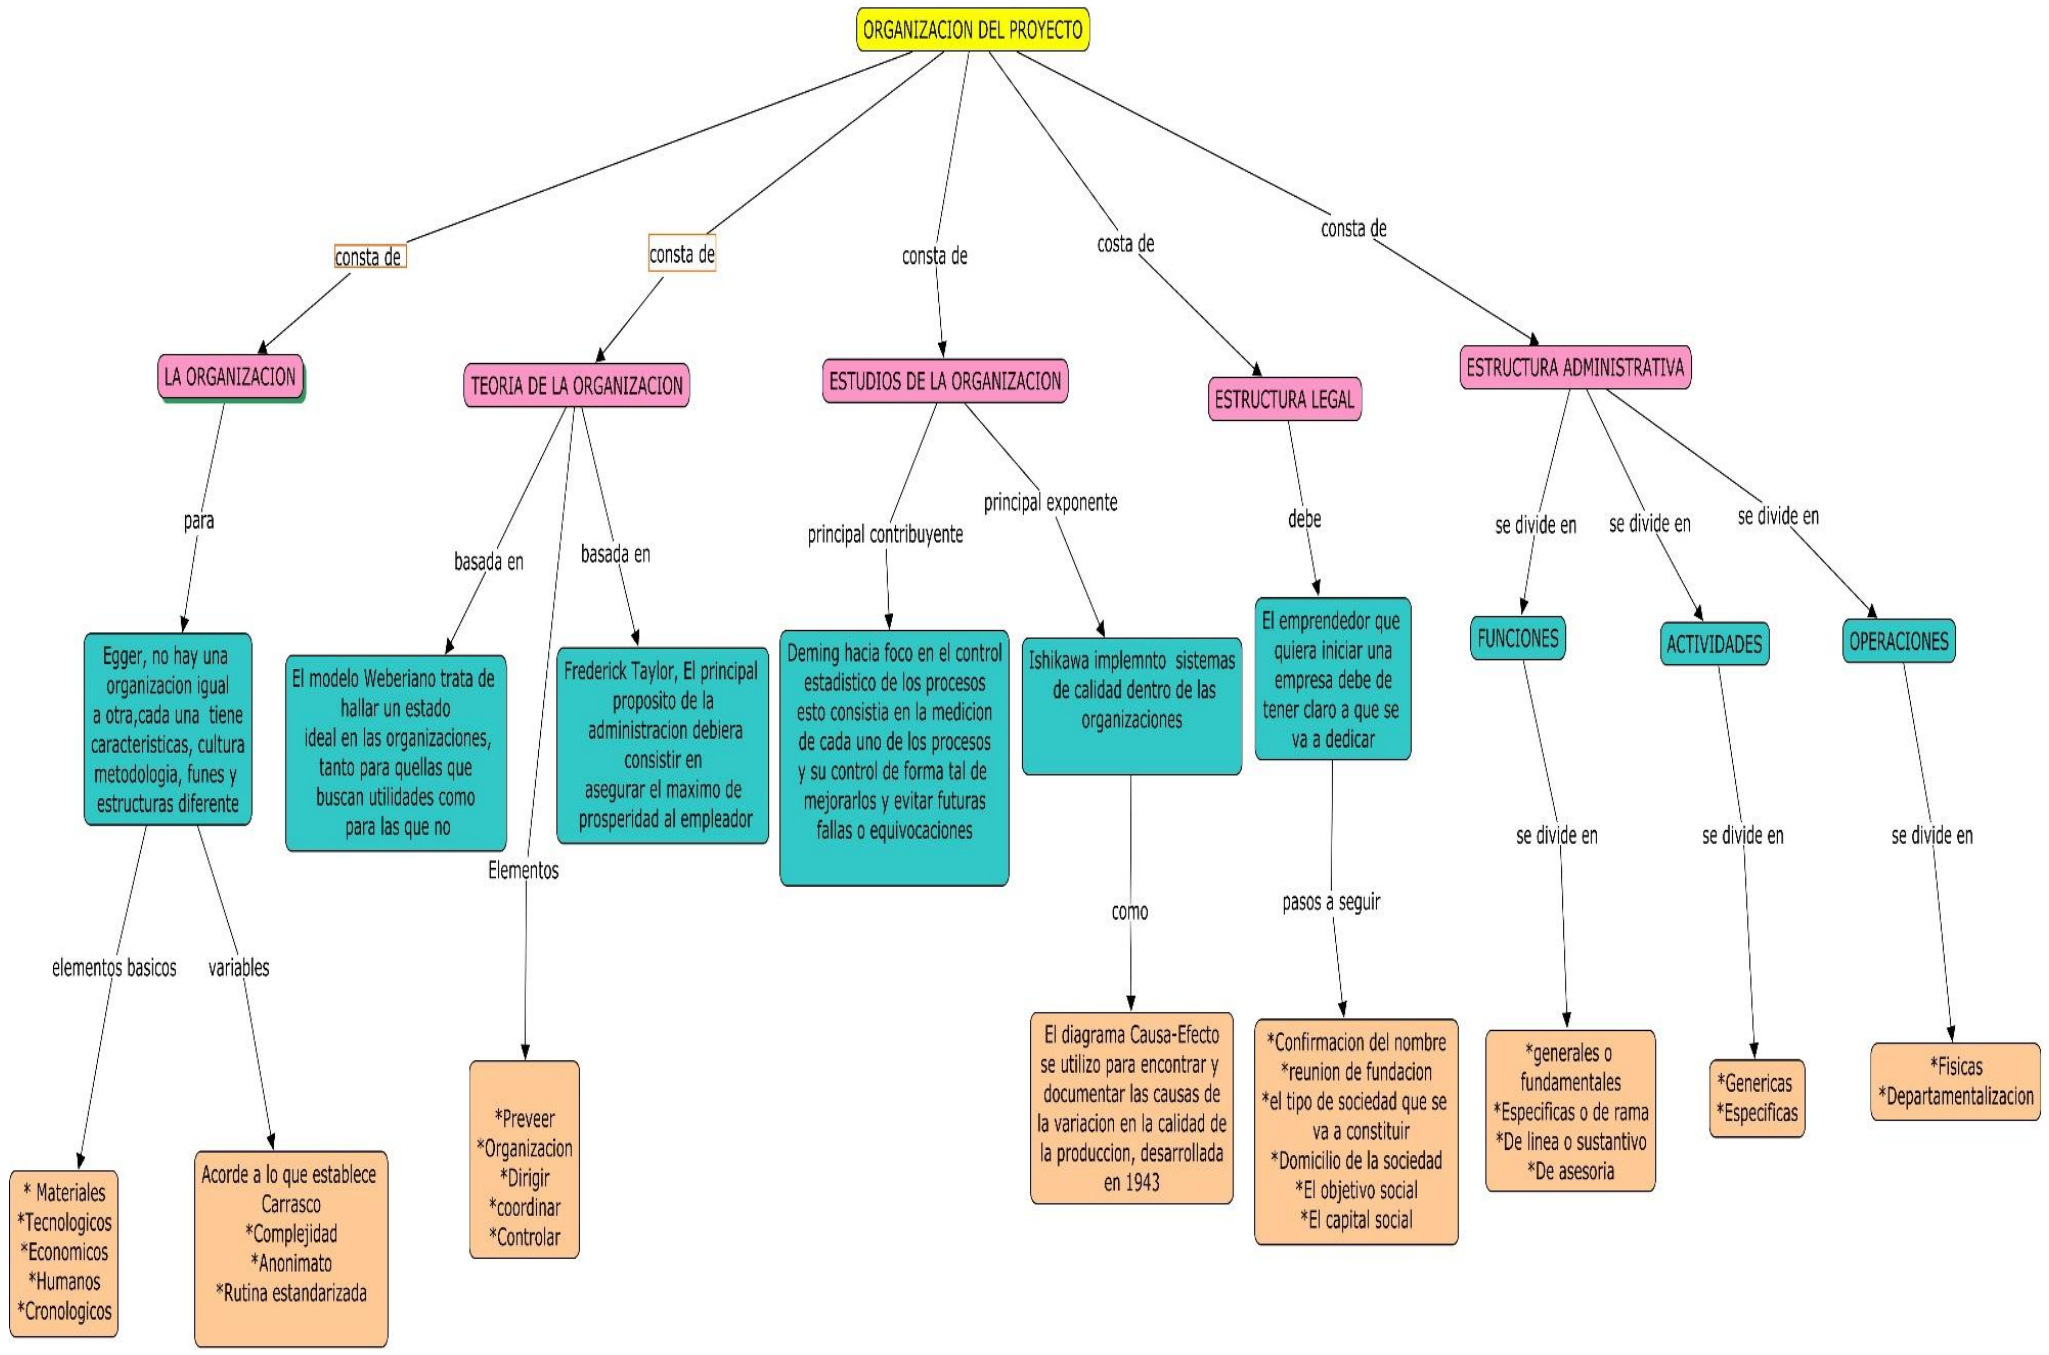 ORGANIZACION DEL PROYECTO
consta de
consta de
consta de
costa de
consta de
LA ORGANIZACION
TEORIA DE LA ORGANIZACION
ESTUDIOS DE LA ORGANIZACION
ESTRUCTURA LEGAL
ESTRUCTURA ADMINISTRATIVA
para
basada en
basada en
principal contribuyente
principal exponente
debe
se divide en
se divide en
se divide en
Egger, no hay una
organizacion igual
a otra,cada una tiene
caracteristicas, cultura
metodologia, funes y
estructuras diferente
El modelo Weberiano trata de
hallar un estado
ideal en las organizaciones,
tanto para quellas que
buscan utilidades como
para las que no
Frederick Taylor, El principal
proposito de la
administracion debiera
consistir en
asegurar el maximo de
prosperidad al empleador
Deming hacia foco en el control
estadistico de los procesos
esto consistia en la medicion
de cada uno de los procesos
y su control de forma tal de
mejorarlos y evitar futuras
fallas o equivocaciones
Ishikawa implemnto sistemas
de calidad dentro de las
organizaciones
El emprendedor que
quiera iniciar una
empresa debe de
tener claro a que se
va a dedicar
FUNCIONES
ACTIVIDADES
OPERACIONES
elementos basicos
variables
Elementos
como
pasos a seguir
se divide en
se divide en
se divide en
* Materiales
*Tecnologicos
*Economicos
*Humanos
*Cronologicos
Acorde a lo que establece
Carrasco
*Complejidad
*Anonimato
*Rutina estandarizada
*Preveer
*Organizacion
*Dirigir
*coordinar
*Controlar
El diagrama Causa-Efecto
se utilizo para encontrar y
documentar las causas de
la variacion en la calidad de
la produccion, desarrollada
en 1943
*Confirmacion del nombre
*reunion de fundacion
*el tipo de sociedad que se
va a constituir
*Domicilio de la sociedad
*El objetivo social
*El capital social
*generales o
fundamentales
*Especificas o de rama
*De linea o sustantivo
*De asesoria
*Genericas
*Especificas
*Fisicas
*Departamentalizacion